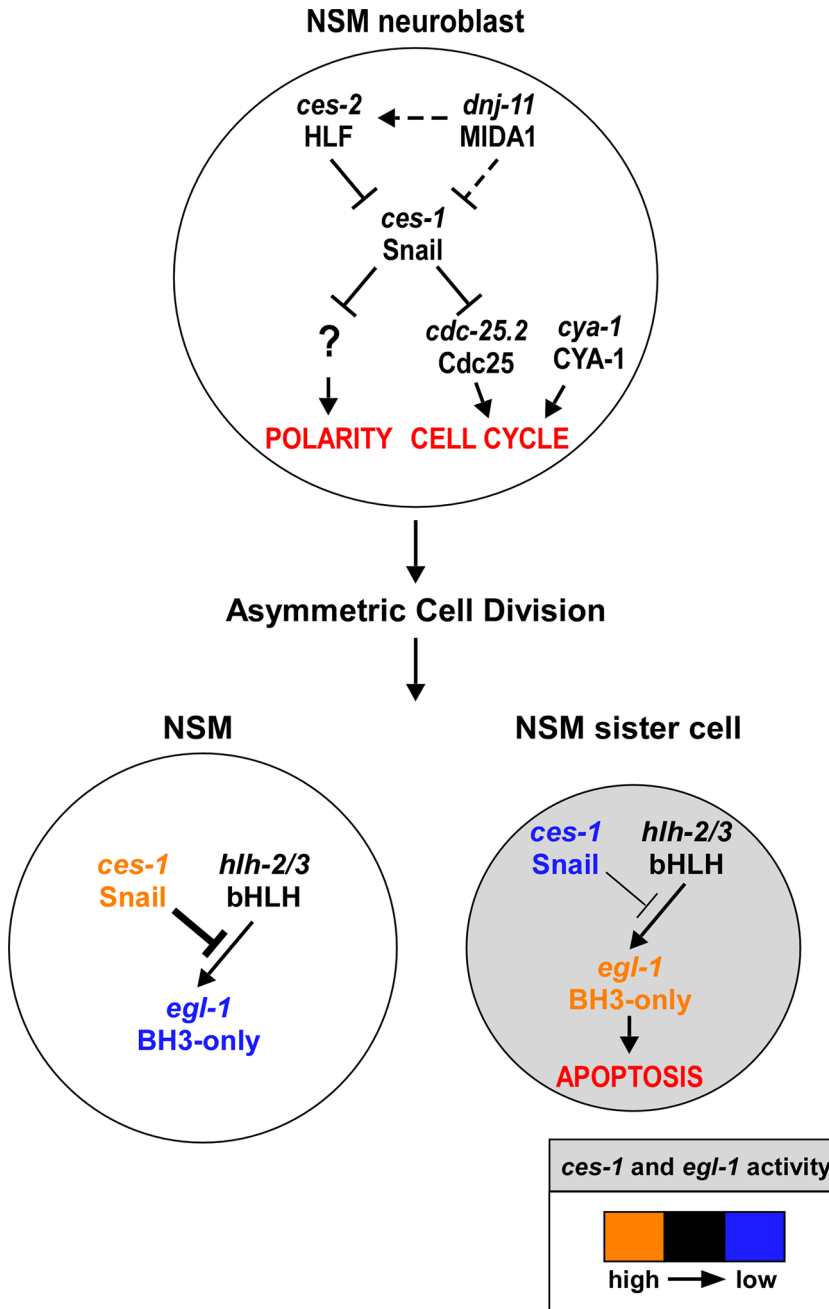 NSM neuroblast
ces-2 dnj-11
HLF MIDA1
ces-1
Snail
? cdc-25.2 cya-1
Cdc25 CYA-1
POLARITY CELL CYCLE
Asymmetric Cell Division
NSM
NSM sister cell
ces-1 hlh-2/3
Snail bHLH
egl-1
BH3-only
ces-1 hlh-2/3
Snail bHLH
egl-1
BH3-only
APOPTOSIS
ces-1 and egl-1 activity
high low